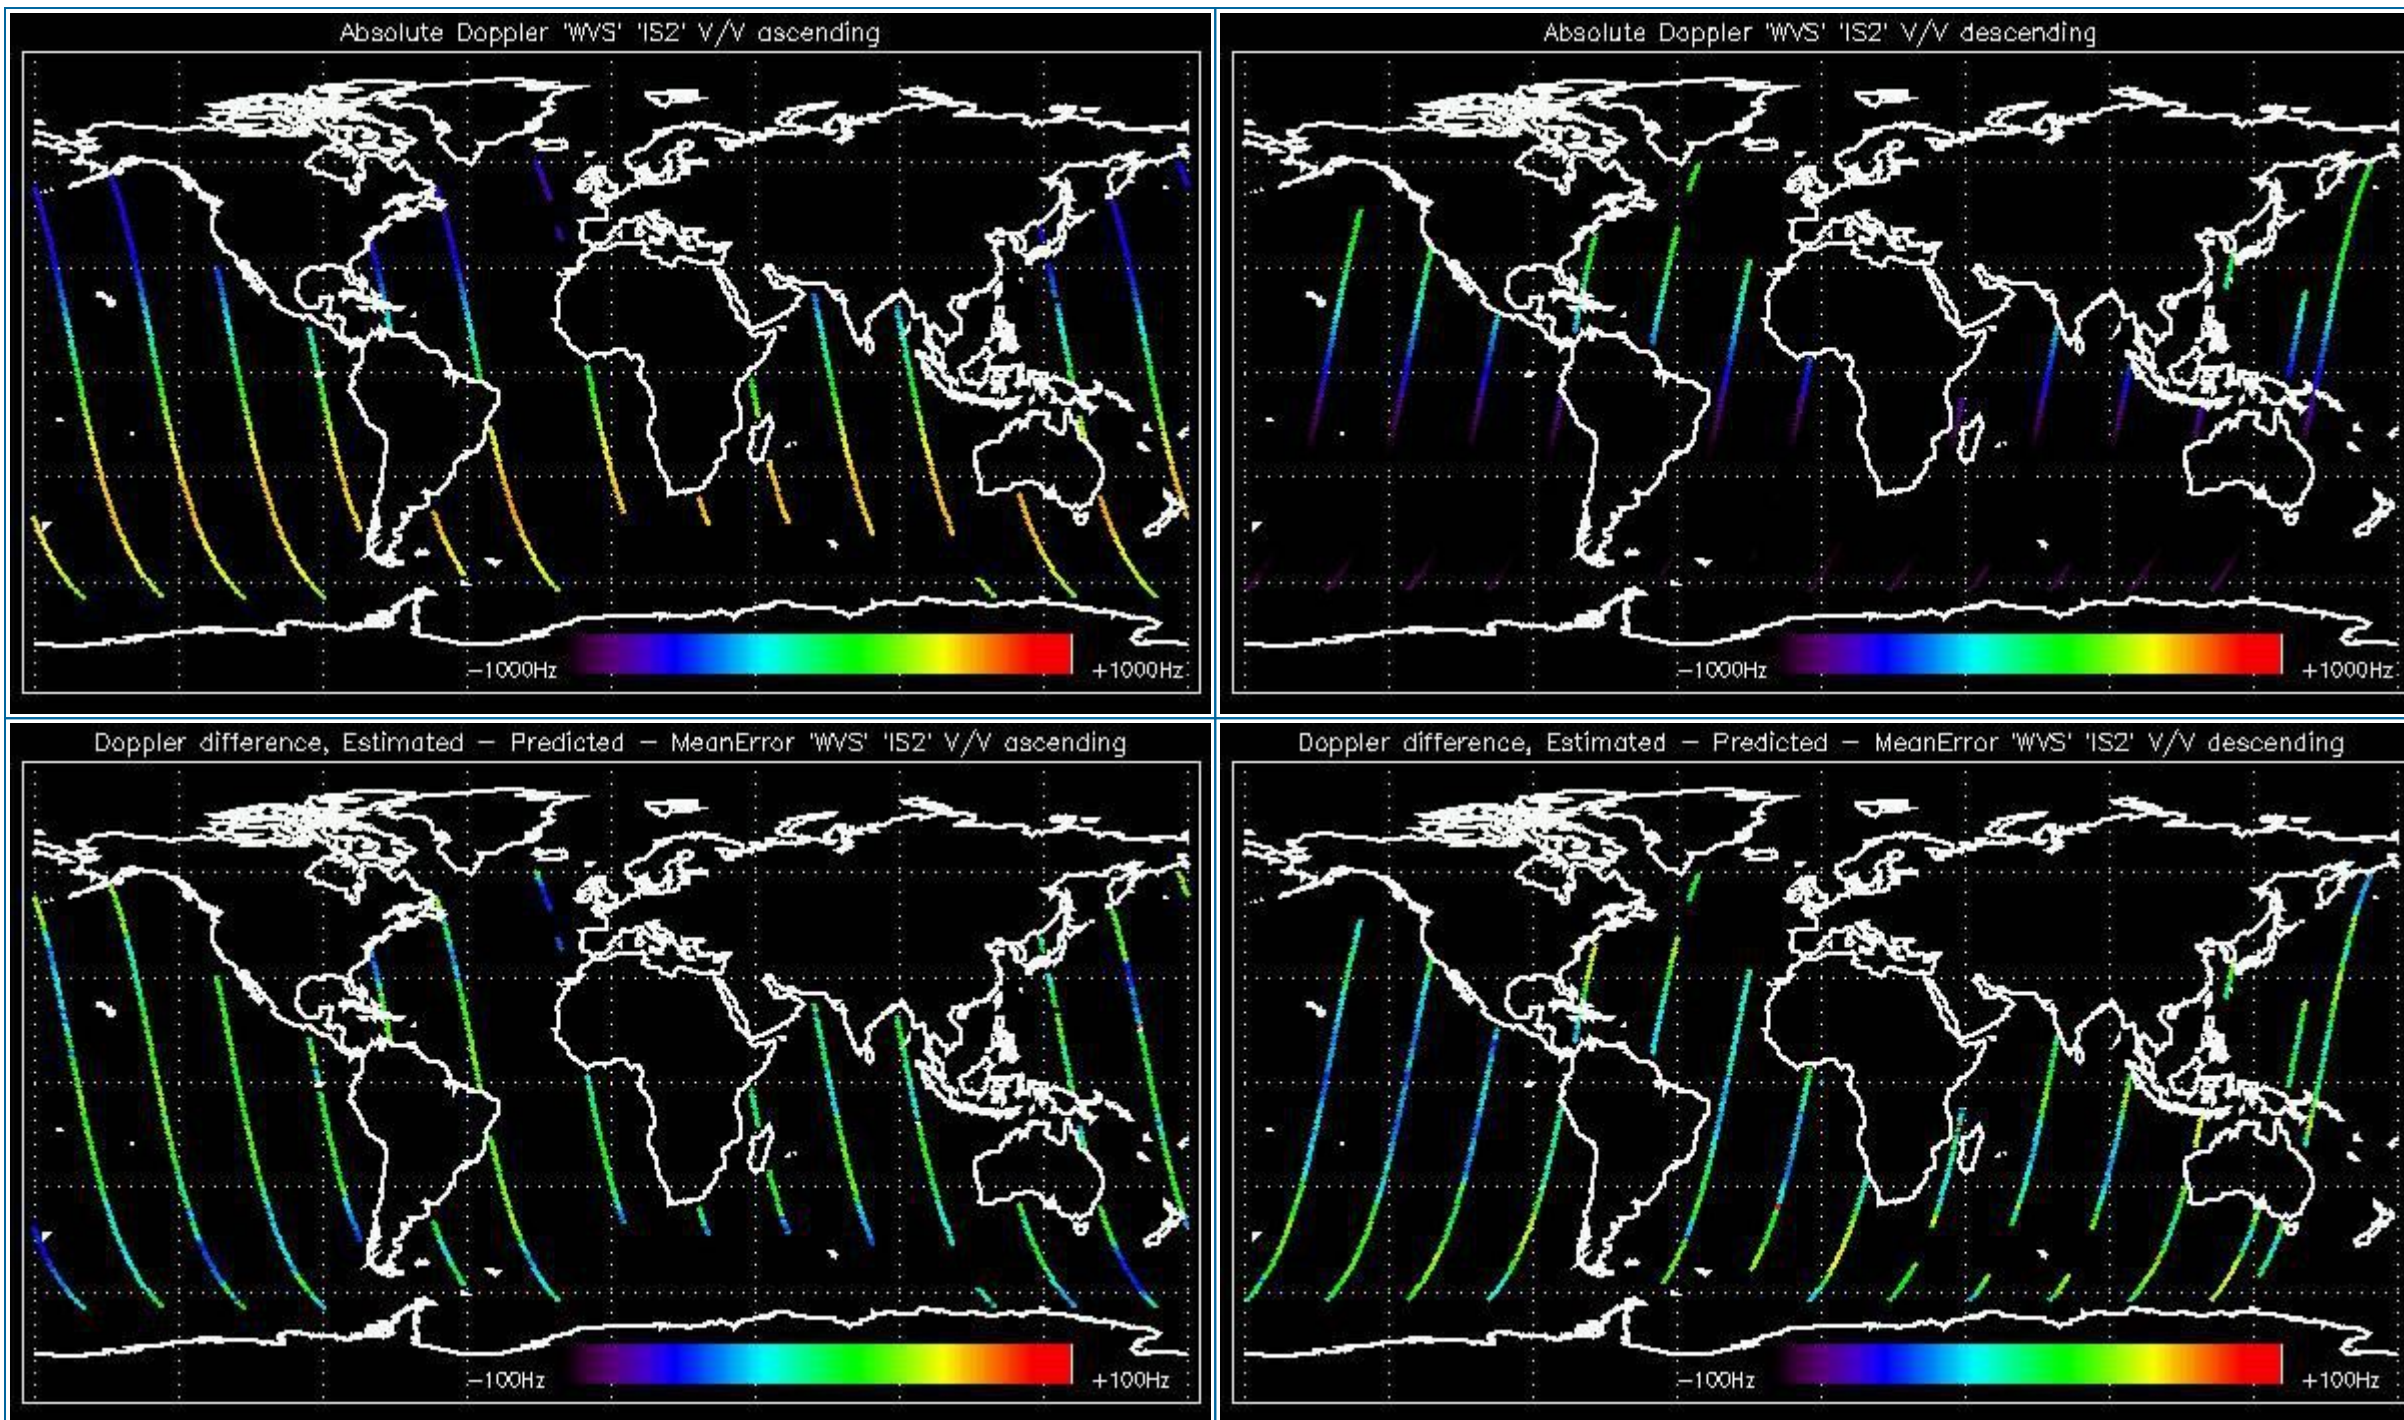 Absolute Doppler 'WVS' 'IS2' V/V ascending
-1000Hz
+1000Hz
Absolute Doppler 'WVS' 'IS2' V/V descending
-1000Hz
+1000Hz
Doppler difference, Estimated - Predicted - MeanError 'WVS' 'IS2' V/V ascending
-100Hz
+100Hz
Doppler difference, Estimated - Predicted - MeanError 'WVS' 'IS2' V/V descending
-100Hz
+100Hz